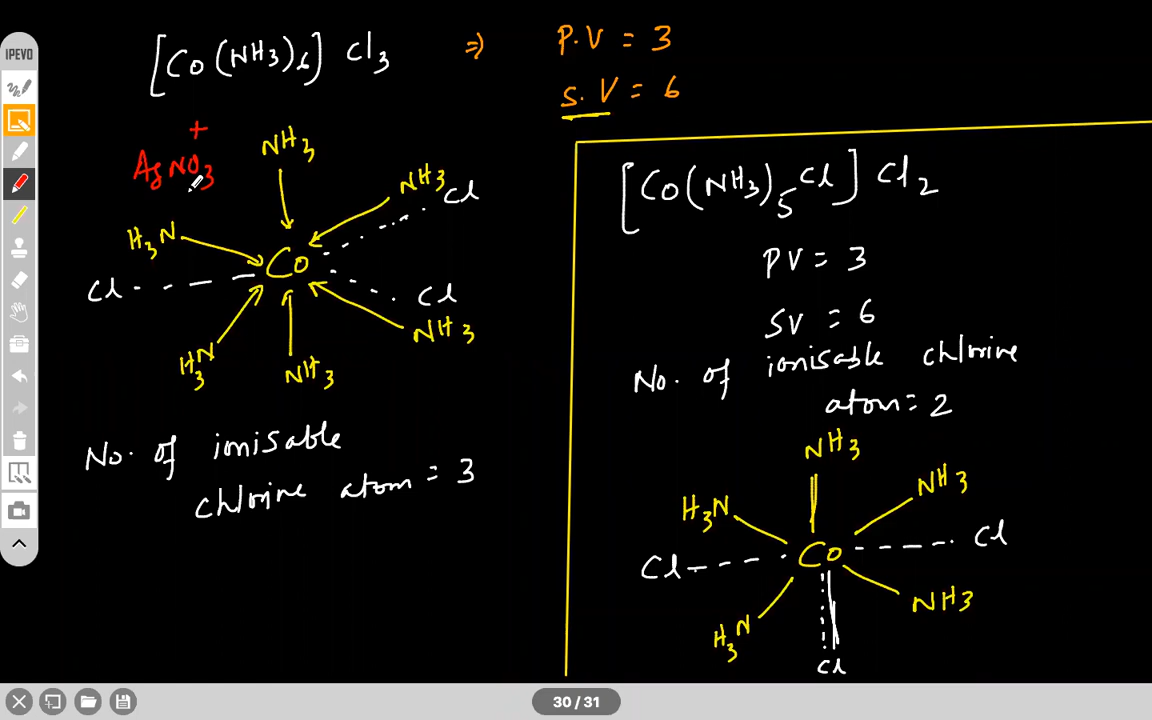 IPEVO
[Co(NH3)6] Cl3 ⇒ P.V = 3
S.V = 6
+
AgNO3
NH3
NH3
Cl
H3N
Co
Cl
Cl
NH3
H3N
NH3
No. of ionisable
chlorine atom = 3
[Co(NH3)5Cl] Cl2
PV = 3
SV = 6
No. of ionisable chlorine
atom = 2
NH3
H3N
NH3
Cl
Co
Cl
NH3
H3N
Cl
30 / 31